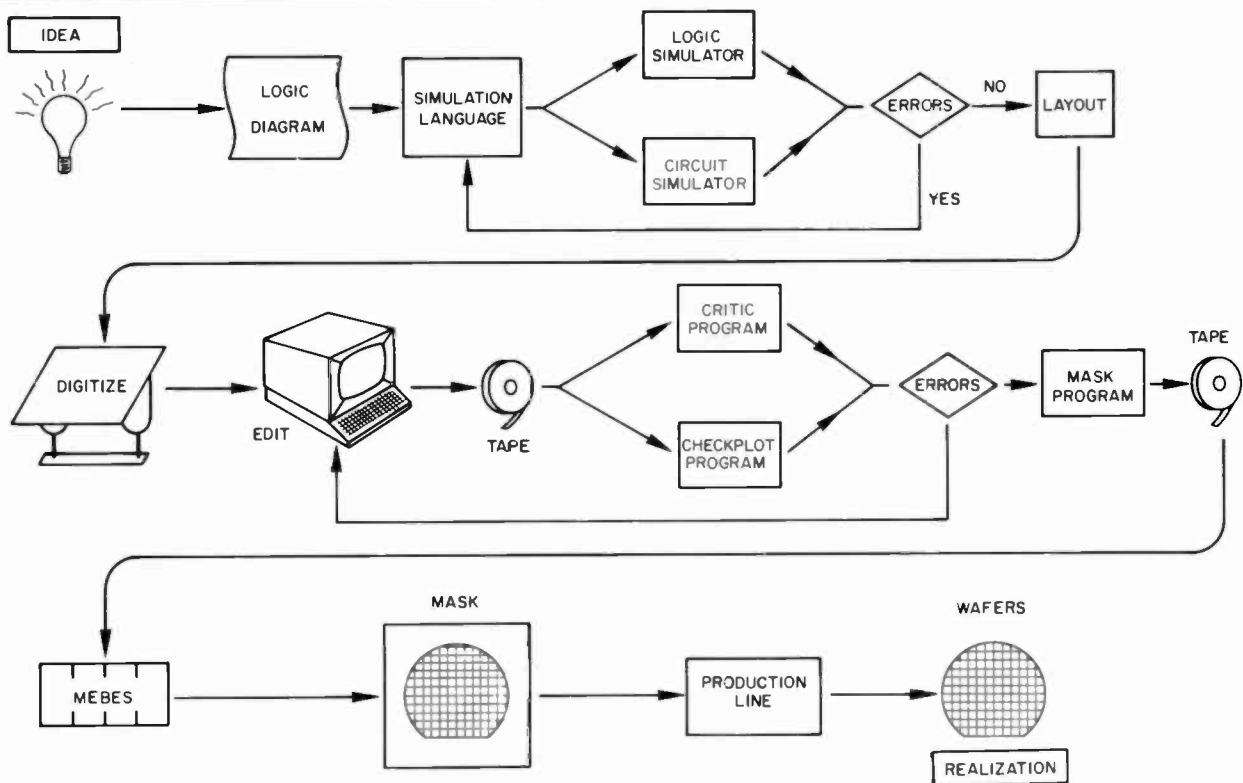 IDEA
LOGIC
DIAGRAM
SIMULATION
LANGUAGE
LOGIC
SIMULATOR
CIRCUIT
SIMULATOR
ERRORS
NO
YES
LAYOUT
DIGITIZE
EDIT
TAPE
CRITIC
PROGRAM
CHECKPLOT
PROGRAM
ERRORS
MASK
PROGRAM
TAPE
MEBES
MASK
PRODUCTION
LINE
WAFERS
REALIZATION